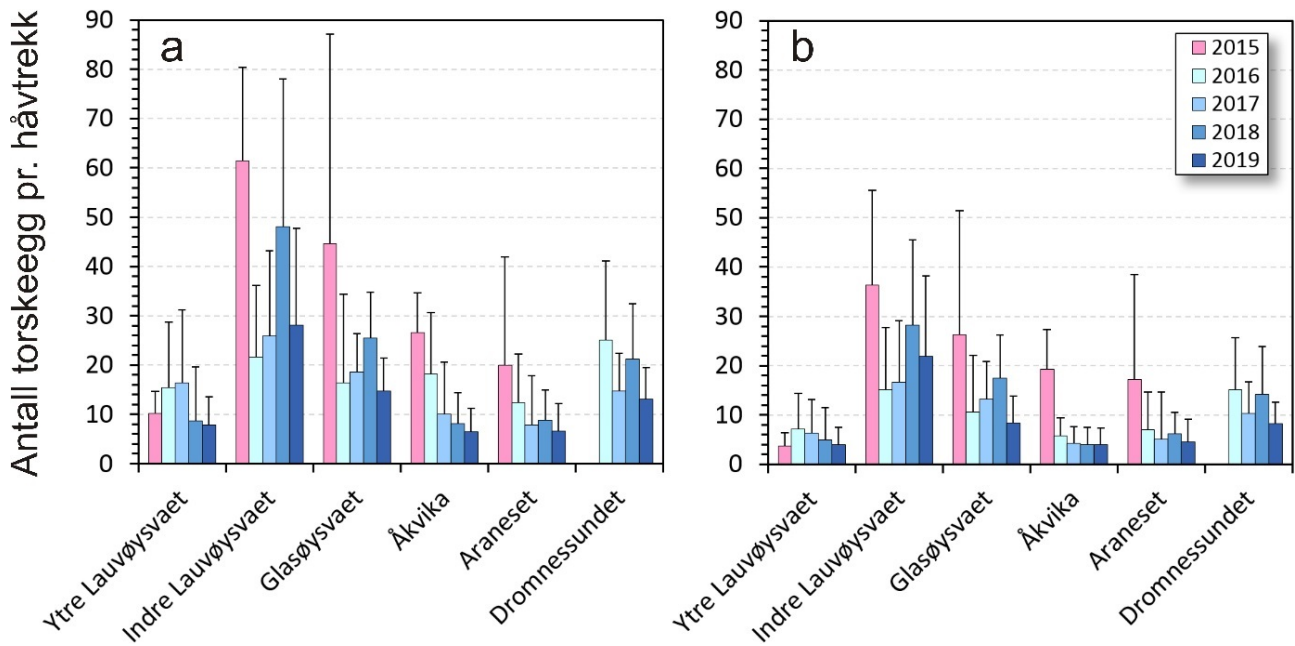 Antall torskeegg pr. håvtrekk
a
90
80
70
60
50
40
30
20
10
0
Ytre Lauvøysvaet
Indre Lauvøysvaet
Glasøysvaet
Åkvika
Araneset
Dromnessundet
b
90
80
70
60
50
40
30
20
10
0
2015
2016
2017
2018
2019
Ytre Lauvøysvaet
Indre Lauvøysvaet
Glasøysvaet
Åkvika
Araneset
Dromnessundet